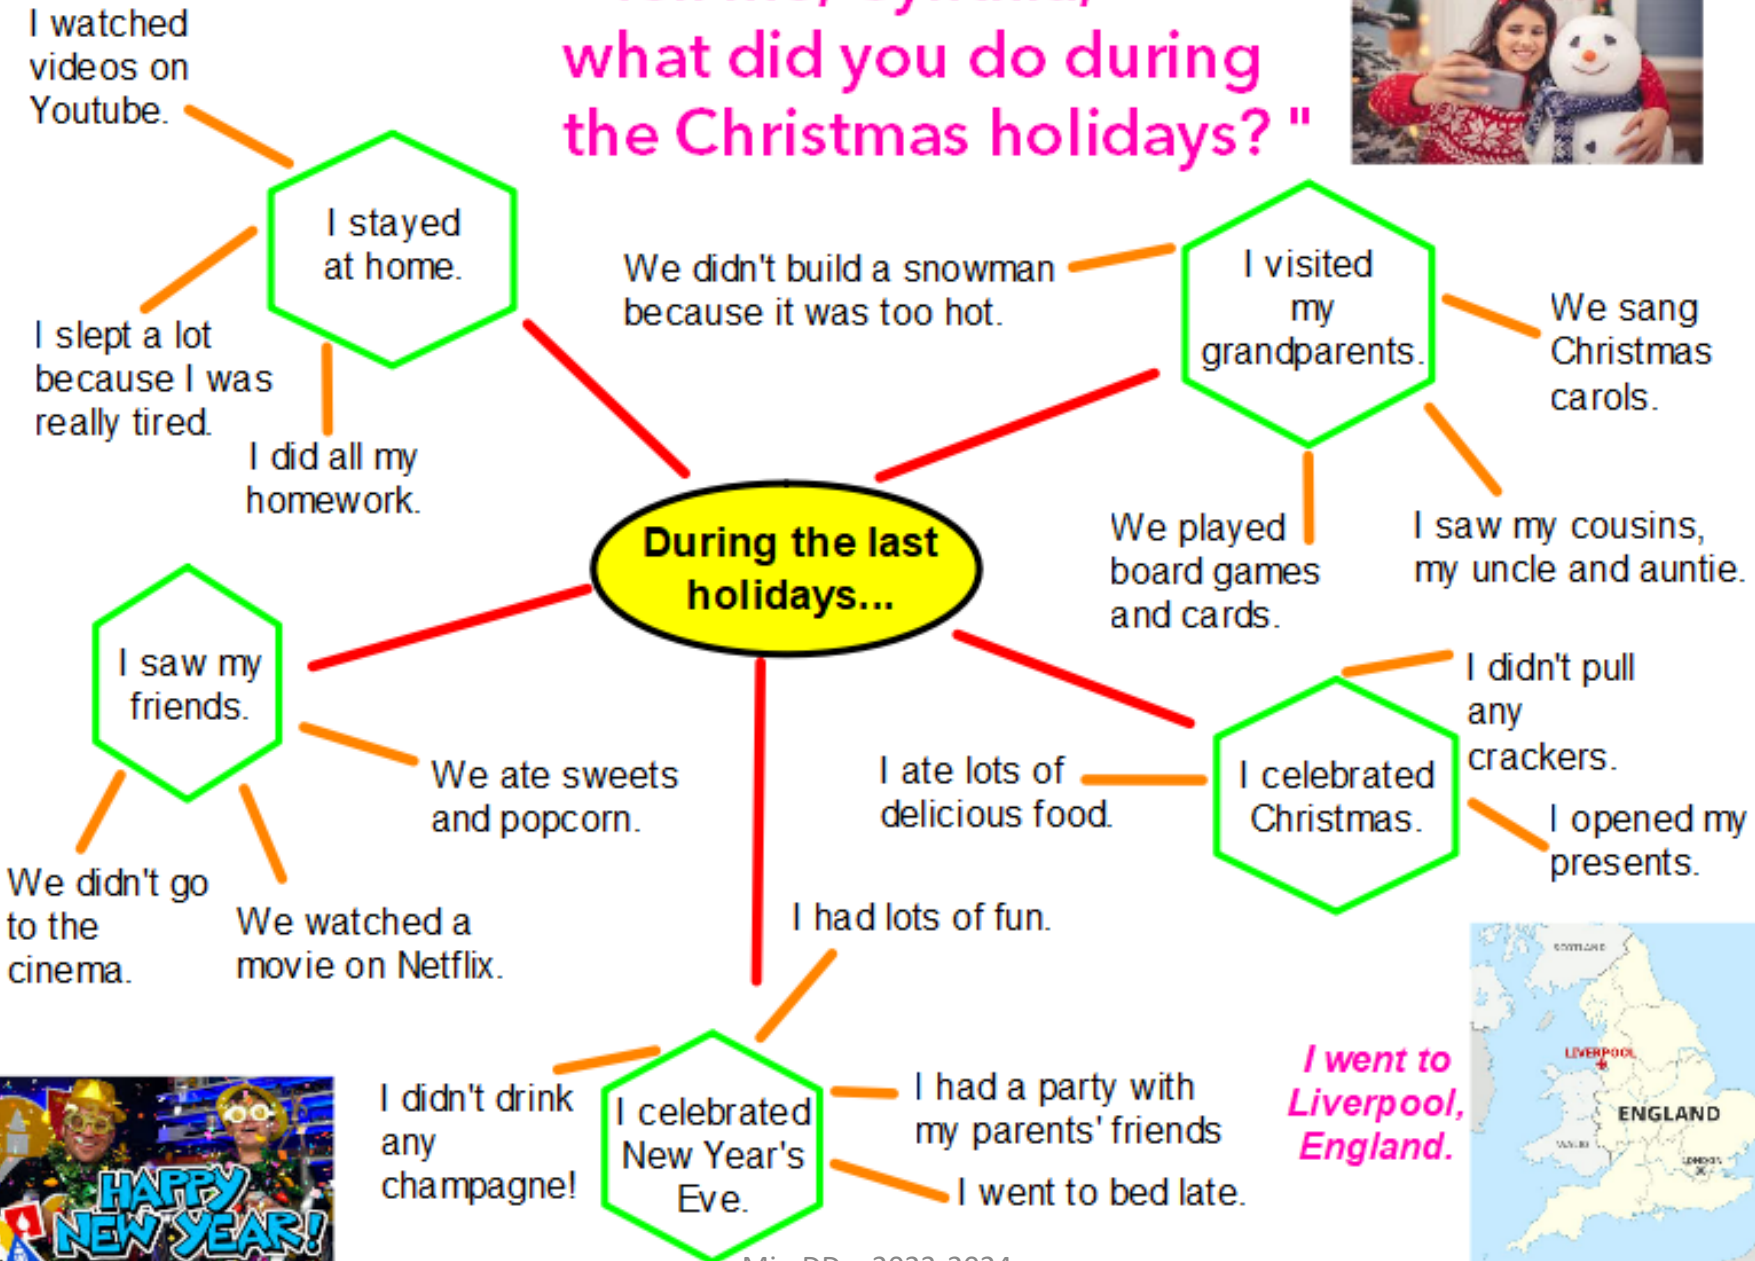 what did you do during
the Christmas holidays? "
I watched
videos on
Youtube.
I stayed
at home.
I slept a lot
because I was
really tired.
I did all my
homework.
We didn't build a snowman
because it was too hot.
I visited
my
grandparents.
We sang
Christmas
carols.
We played
board games
and cards.
I saw my cousins,
my uncle and auntie.
During the last
holidays...
I saw my
friends.
We ate sweets
and popcorn.
We didn't go
to the
cinema.
We watched a
movie on Netflix.
I didn't pull
any
crackers.
I ate lots of
delicious food.
I celebrated
Christmas.
I opened my
presents.
I had lots of fun.
I didn't drink
any
champagne!
I celebrated
New Year's
Eve.
I had a party with
my parents' friends
I went to bed late.
I went to
Liverpool,
England.
SCOTLAND
LIVERPOOL
ENGLAND
WALES
LONDON
HAPPY
NEW YEAR!